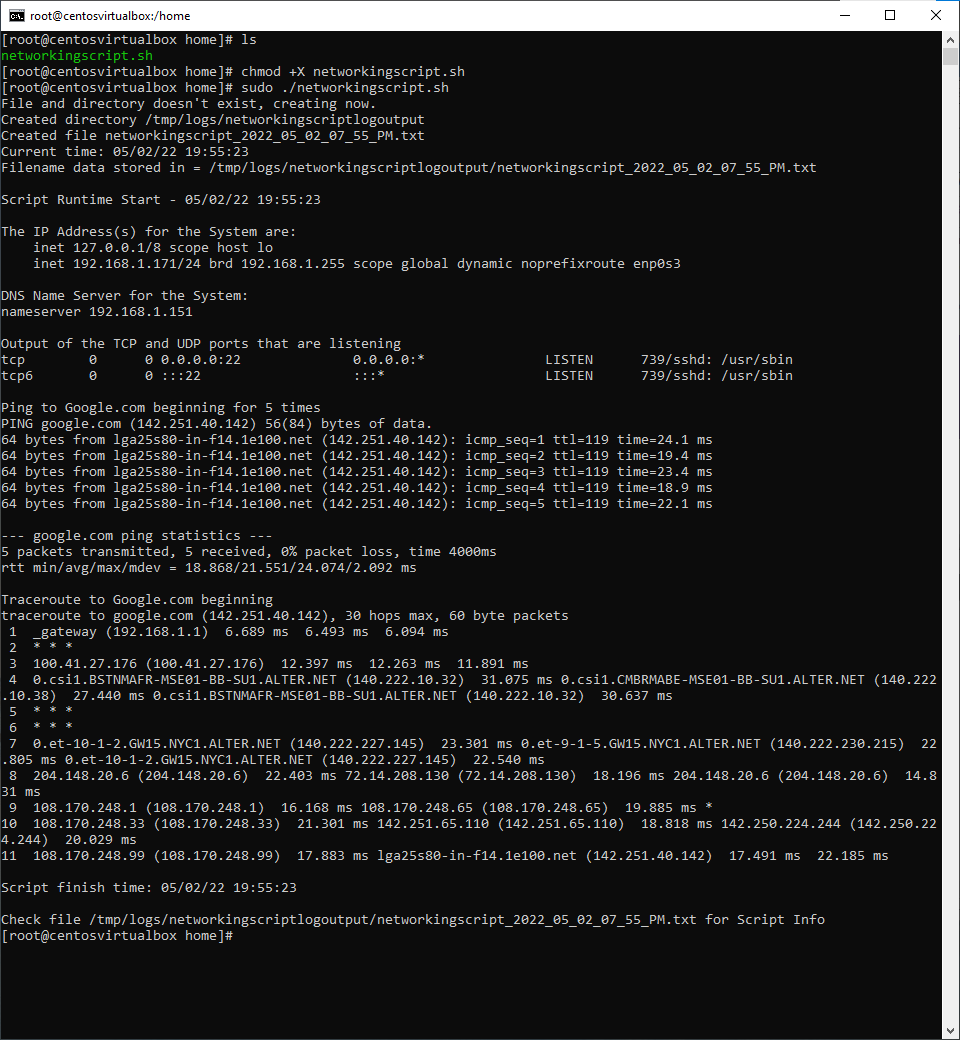 root@centosvirtualbox:/home
[root@centosvirtualbox home]# ls
networkingscript.sh
[root@centosvirtualbox home]# chmod +X networkingscript.sh
[root@centosvirtualbox home]# sudo ./networkingscript.sh
File and directory doesn't exist, creating now.
Created directory /tmp/logs/networkingscriptlogoutput
Created file networkingscript_2022_05_02_07_55_PM.txt
Current time: 05/02/22 19:55:23
Filename data stored in = /tmp/logs/networkingscriptlogoutput/networkingscript_2022_05_02_07_55_PM.txt

Script Runtime Start - 05/02/22 19:55:23

The IP Address(s) for the System are:
    inet 127.0.0.1/8 scope host lo
    inet 192.168.1.171/24 brd 192.168.1.255 scope global dynamic noprefixroute enp0s3

DNS Name Server for the System:
nameserver 192.168.1.151

Output of the TCP and UDP ports that are listening
tcp        0      0 0.0.0.0:22              0.0.0.0:*               LISTEN      739/sshd: /usr/sbin
tcp6       0      0 :::22                   :::*                    LISTEN      739/sshd: /usr/sbin

Ping to Google.com beginning for 5 times
PING google.com (142.251.40.142) 56(84) bytes of data.
64 bytes from lga25s80-in-f14.1e100.net (142.251.40.142): icmp_seq=1 ttl=119 time=24.1 ms
64 bytes from lga25s80-in-f14.1e100.net (142.251.40.142): icmp_seq=2 ttl=119 time=19.4 ms
64 bytes from lga25s80-in-f14.1e100.net (142.251.40.142): icmp_seq=3 ttl=119 time=23.4 ms
64 bytes from lga25s80-in-f14.1e100.net (142.251.40.142): icmp_seq=4 ttl=119 time=18.9 ms
64 bytes from lga25s80-in-f14.1e100.net (142.251.40.142): icmp_seq=5 ttl=119 time=22.1 ms

--- google.com ping statistics ---
5 packets transmitted, 5 received, 0% packet loss, time 4000ms
rtt min/avg/max/mdev = 18.868/21.551/24.074/2.092 ms

Traceroute to Google.com beginning
traceroute to google.com (142.251.40.142), 30 hops max, 60 byte packets
 1  _gateway (192.168.1.1)  6.689 ms  6.493 ms  6.094 ms
 2  * * *
 3  100.41.27.176 (100.41.27.176)  12.397 ms  12.263 ms  11.891 ms
 4  0.csi1.BSTNMAFR-MSE01-BB-SU1.ALTER.NET (140.222.10.32)  31.075 ms 0.csi1.CMBRMABE-MSE01-BB-SU1.ALTER.NET (140.222
.10.38)  27.440 ms 0.csi1.BSTNMAFR-MSE01-BB-SU1.ALTER.NET (140.222.10.32)  30.637 ms
 5  * * *
 6  * * *
 7  0.et-10-1-2.GW15.NYC1.ALTER.NET (140.222.227.145)  23.301 ms 0.et-9-1-5.GW15.NYC1.ALTER.NET (140.222.230.215)  22
.805 ms 0.et-10-1-2.GW15.NYC1.ALTER.NET (140.222.227.145)  22.540 ms
 8  204.148.20.6 (204.148.20.6)  22.403 ms 72.14.208.130 (72.14.208.130)  18.196 ms 204.148.20.6 (204.148.20.6)  14.8
31 ms
 9  108.170.248.1 (108.170.248.1)  16.168 ms 108.170.248.65 (108.170.248.65)  19.885 ms *
10  108.170.248.33 (108.170.248.33)  21.301 ms 142.251.65.110 (142.251.65.110)  18.818 ms 142.250.224.244 (142.250.22
4.244)  20.029 ms
11  108.170.248.99 (108.170.248.99)  17.883 ms lga25s80-in-f14.1e100.net (142.251.40.142)  17.491 ms  22.185 ms

Script finish time: 05/02/22 19:55:23

Check file /tmp/logs/networkingscriptlogoutput/networkingscript_2022_05_02_07_55_PM.txt for Script Info
[root@centosvirtualbox home]#